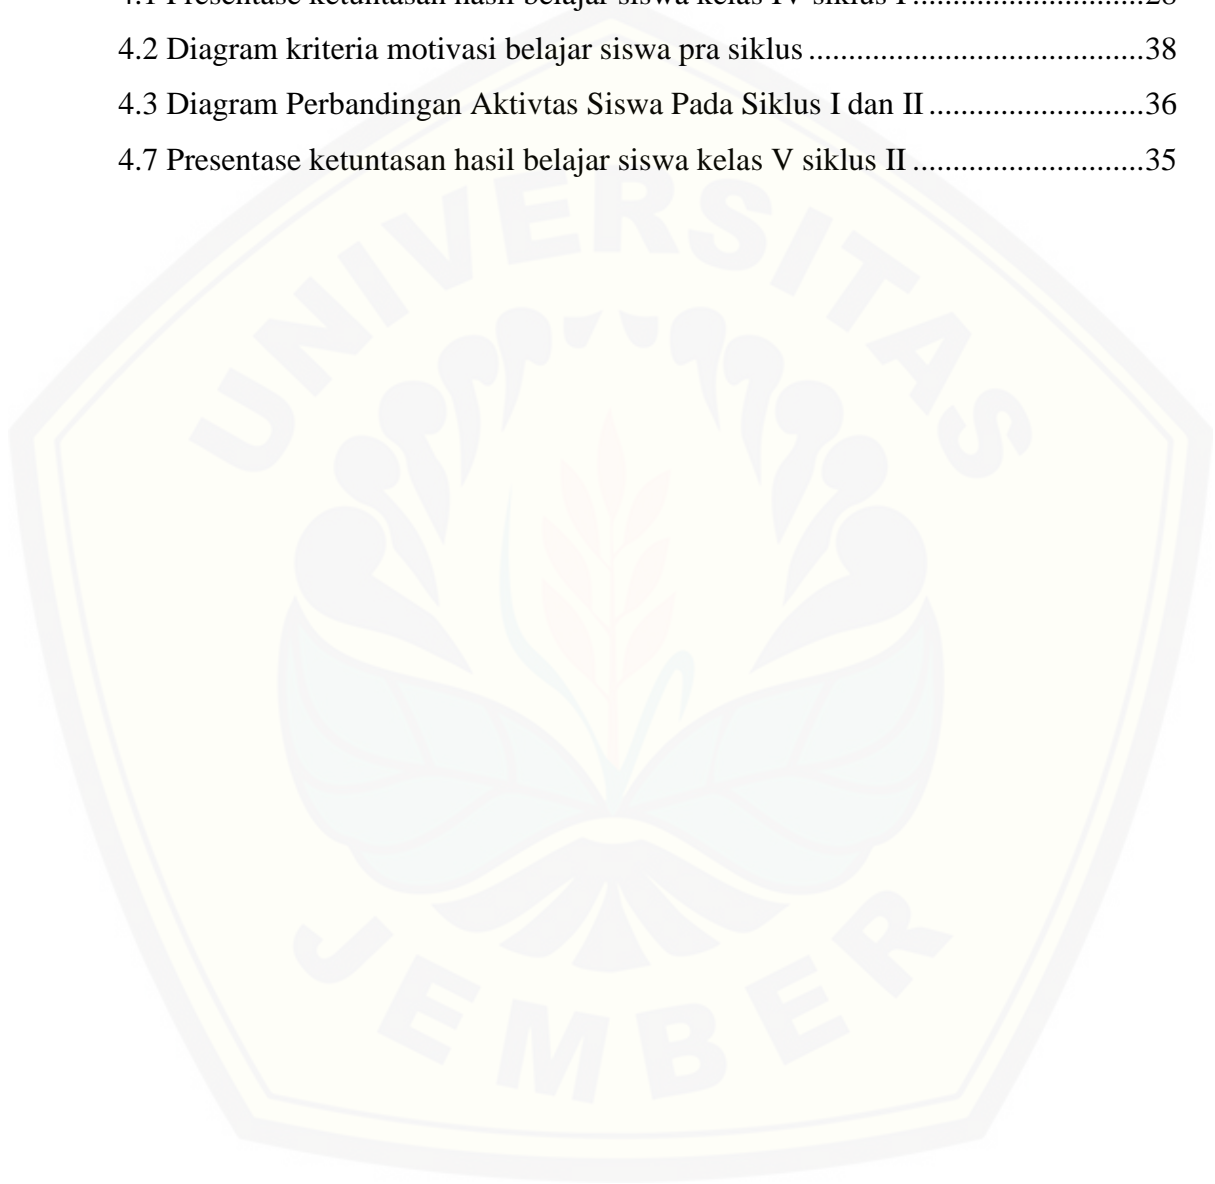 4.1 Presentase ketuntasan hasil belajar siswa kelas IV siklus I.............................28
4.2 Diagram kriteria motivasi belajar siswa pra siklus ..........................................38
4.3 Diagram Perbandingan Aktivtas Siswa Pada Siklus I dan II...........................36
4.7 Presentase ketuntasan hasil belajar siswa kelas V siklus II .............................35
UNIVERSITAS
JEMBER